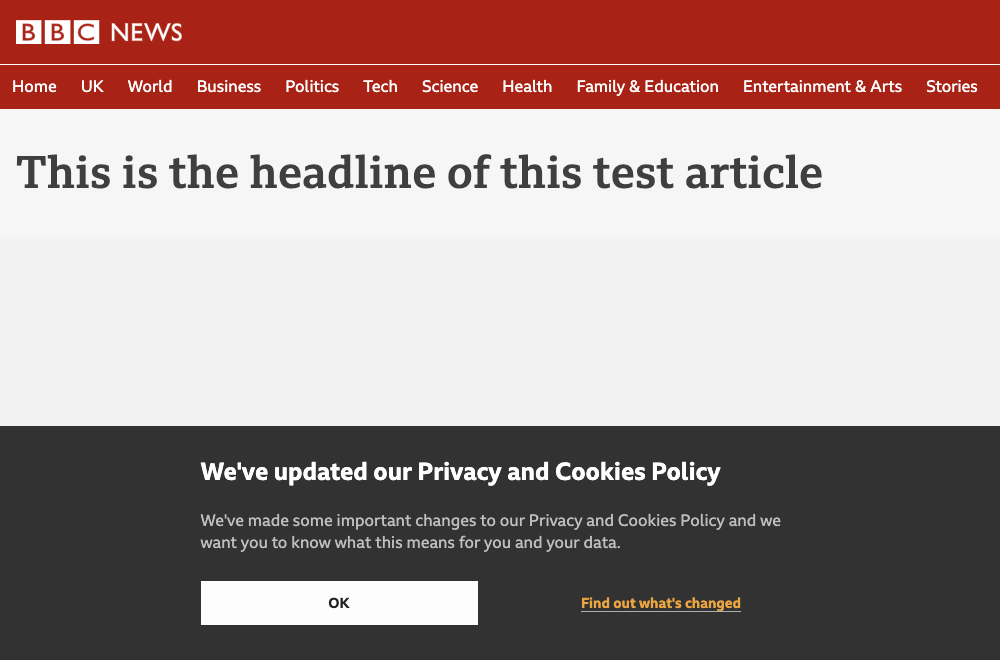 BBC NEWS
Home UK World Business Politics Tech Science Health Family & Education Entertainment & Arts Stories
This is the headline of this test article
We've updated our Privacy and Cookies Policy
We've made some important changes to our Privacy and Cookies Policy and we
want you to know what this means for you and your data.
OK Find out what's changed